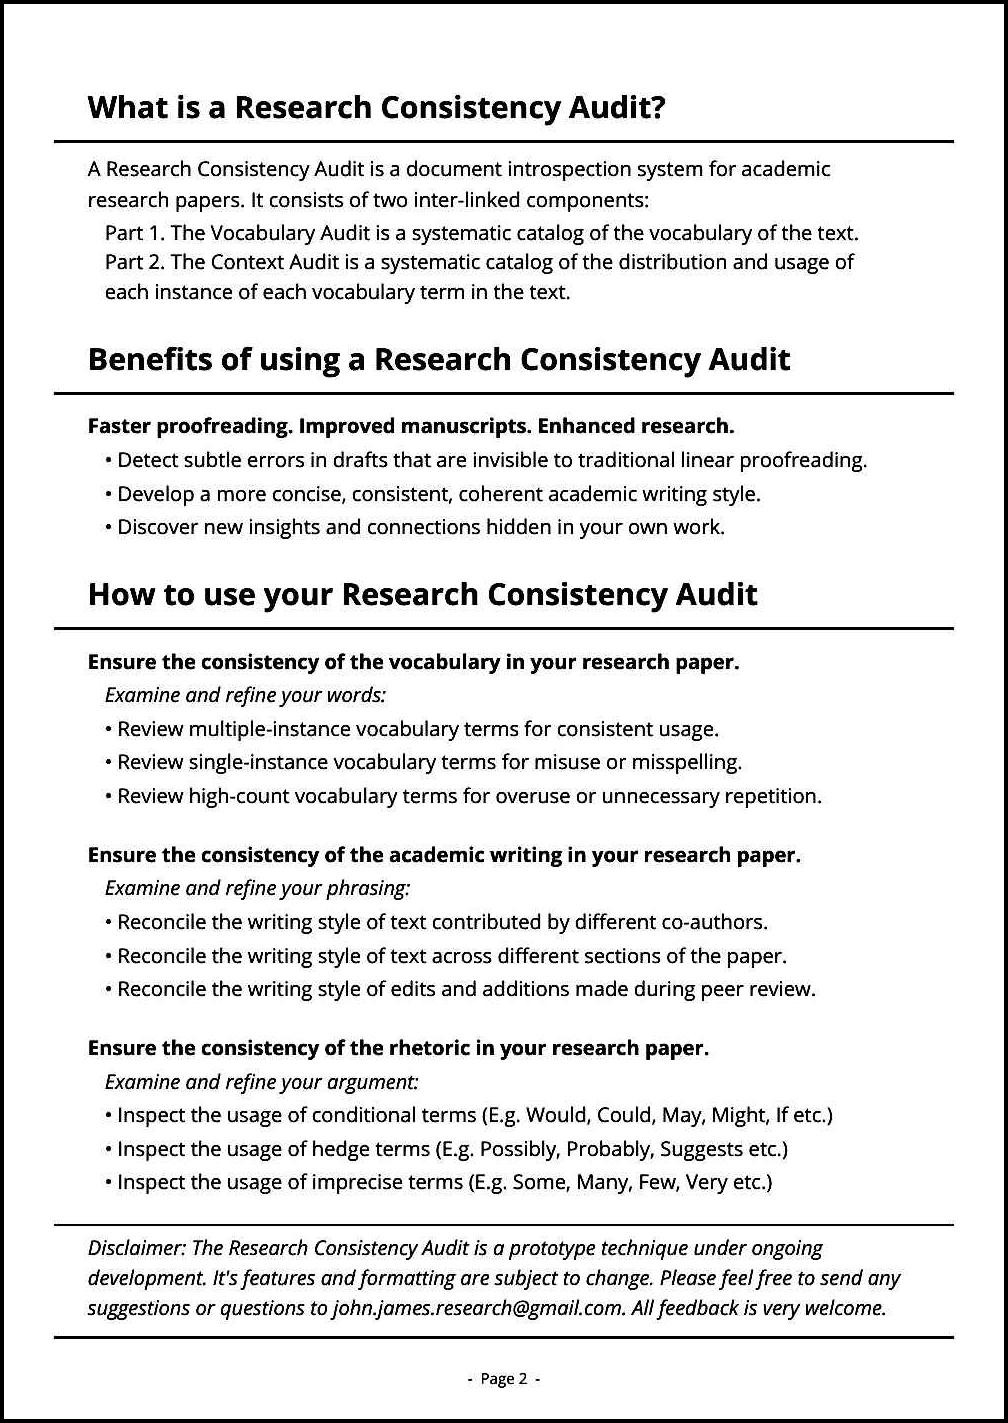 What is a Research Consistency Audit?
A Research Consistency Audit is a document introspection system for academic
research papers. It consists of two inter-linked components:
Part 1. The Vocabulary Audit is a systematic catalog of the vocabulary of the text.
Part 2. The Context Audit is a systematic catalog of the distribution and usage of
each instance of each vocabulary term in the text.
Benefits of using a Research Consistency Audit
Faster proofreading. Improved manuscripts. Enhanced research.
• Detect subtle errors in drafts that are invisible to traditional linear proofreading.
• Develop a more concise, consistent, coherent academic writing style.
• Discover new insights and connections hidden in your own work.
How to use your Research Consistency Audit
Ensure the consistency of the vocabulary in your research paper.
Examine and refine your words:
• Review multiple-instance vocabulary terms for consistent usage.
• Review single-instance vocabulary terms for misuse or misspelling.
• Review high-count vocabulary terms for overuse or unnecessary repetition.
Ensure the consistency of the academic writing in your research paper.
Examine and refine your phrasing:
• Reconcile the writing style of text contributed by different co-authors.
• Reconcile the writing style of text across different sections of the paper.
• Reconcile the writing style of edits and additions made during peer review.
Ensure the consistency of the rhetoric in your research paper.
Examine and refine your argument:
• Inspect the usage of conditional terms (E.g. Would, Could, May, Might, If etc.)
• Inspect the usage of hedge terms (E.g. Possibly, Probably, Suggests etc.)
• Inspect the usage of imprecise terms (E.g. Some, Many, Few, Very etc.)
Disclaimer: The Research Consistency Audit is a prototype technique under ongoing
development. It's features and formatting are subject to change. Please feel free to send any
suggestions or questions to john.james.research@gmail.com. All feedback is very welcome.
- Page 2 -